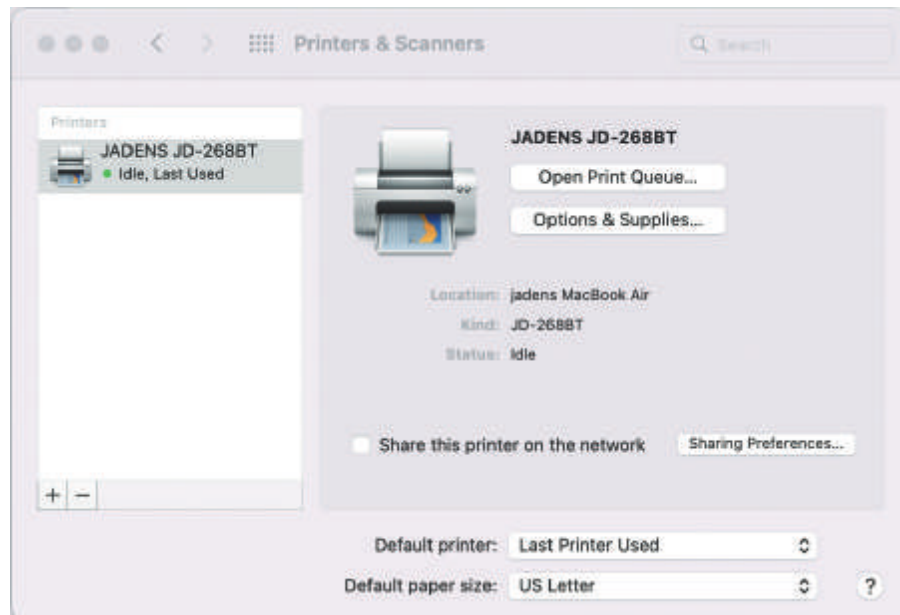 Printers & Scanners
Search
Printers
JADENS JD-268BT
Idle, Last Used
JADENS JD-268BT
Open Print Queue...
Options & Supplies...
Location: jadens MacBook Air
Kind: JD-268BT
Status: Idle
Share this printer on the network
Sharing Preferences...
+ −
Default printer: Last Printer Used
Default paper size: US Letter
?